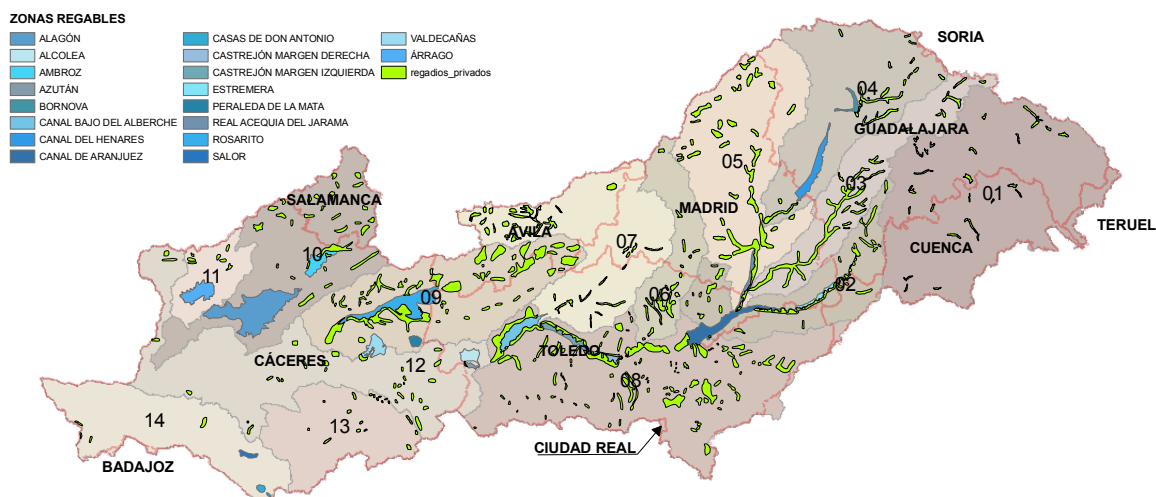 ZONAS REGABLES
ALAGÓN
ALCOLEA
AMBROZ
AZUTÁN
BORNOVA
CANAL BAJO DEL ALBERCHE
CANAL DEL HENARES
CANAL DE ARANJUEZ
CASAS DE DON ANTONIO
CASTREJÓN MARGEN DERECHA
CASTREJÓN MARGEN IZQUIERDA
ESTREMERA
PERALEDA DE LA MATA
REAL ACEQUIA DEL JARAMA
ROSARITO
SALOR
VALDECAÑAS
ÁRRAGO
regadios_privados
SORIA
04
GUADALAJARA
05
03
01
SALAMANCA
MADRID
TERUEL
ÁVILA
07
CUENCA
10
11
02
09
06
TOLEDO
CÁCERES
12
08
14
13
CIUDAD REAL
BADAJOZ